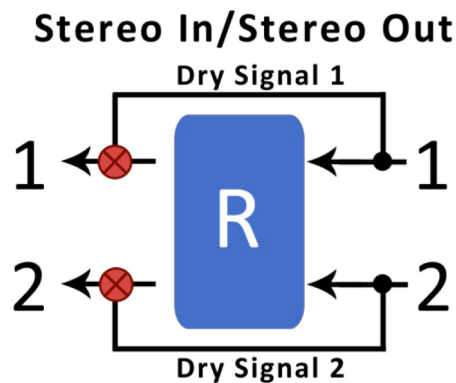 Stereo In/Stereo Out
Dry Signal 1
1 1
R
2 2
Dry Signal 2